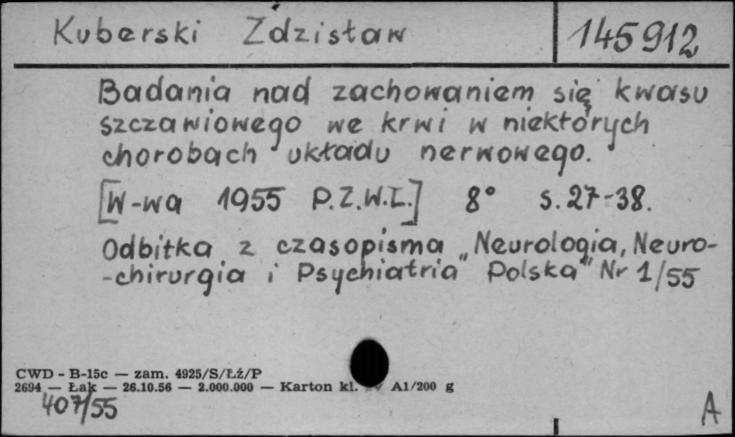 Kuberski Zdzisław
145912
Badania nad zachowaniem się kwasu
szczawiowego we krwi w niektórych
chorobach układu nerwowego.
[W-wa 1955 P.Z.W.L.] 8° s. 27-38.
Odbitka z czasopisma „Neurologia, Neuro-
-chirurgia i Psychiatria" Polska" Nr 1/55
CWD - B-15c — zam. 4925/S/Łź/P
2694 — Łak — 26.10.56 — 2.000.000 — Karton kl. A1/200 g
407/55
A